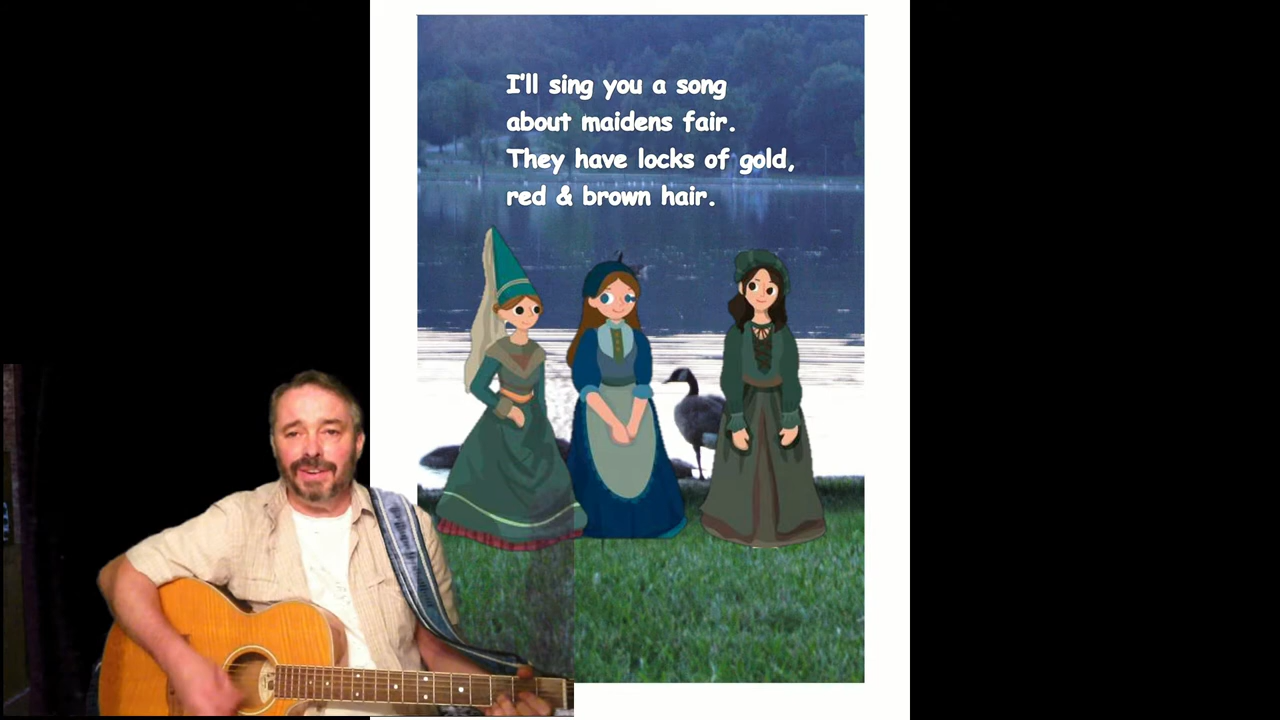 I'll sing you a song
about maidens fair.
They have locks of gold,
red & brown hair.